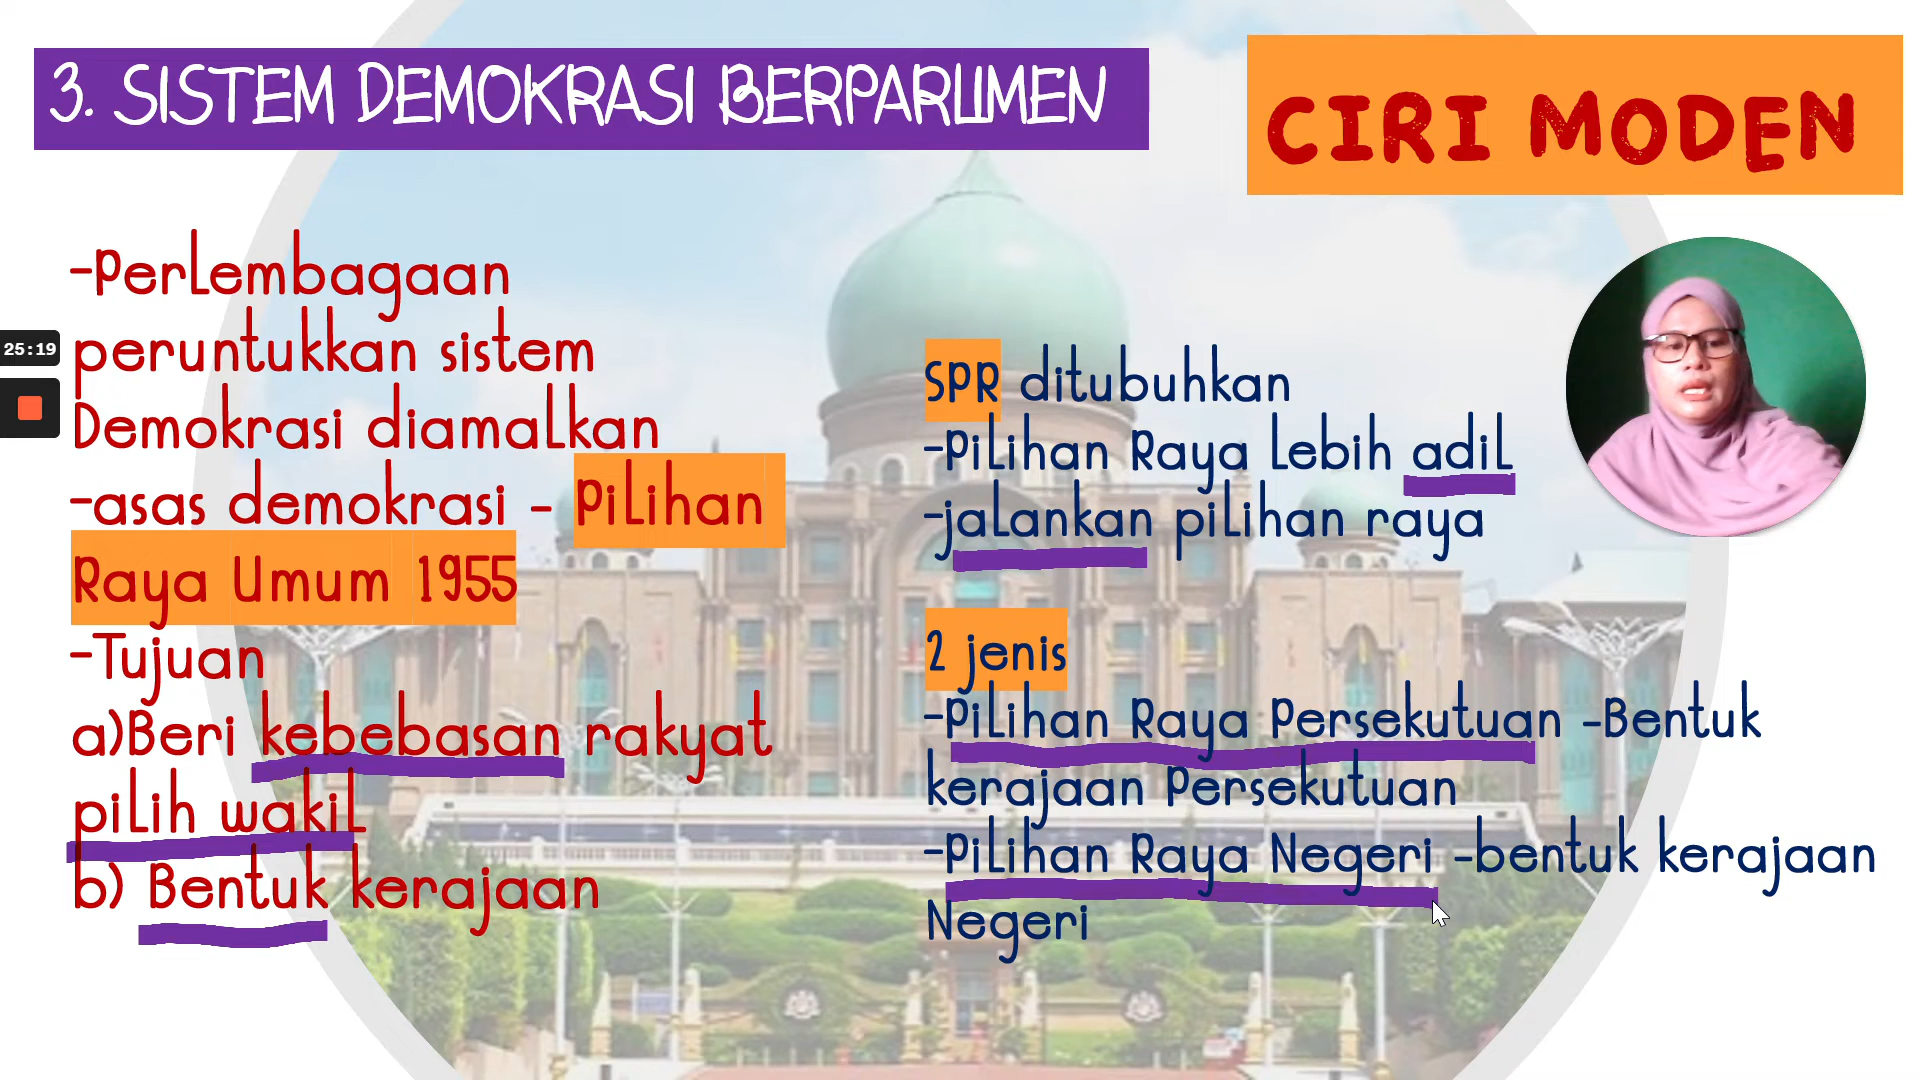 3. SISTEM DEMOKRASI BERPARLIMEN
CIRI MODEN
-Perlembagaan
peruntukkan sistem
Demokrasi diamalkan
-asas demokrasi - Pilihan
Raya Umum 1955
-Tujuan
a)Beri kebebasan rakyat
pilih wakil
b) Bentuk kerajaan
25:19
SPR ditubuhkan
-Pilihan Raya lebih adil
-jalankan pilihan raya
2 jenis
-Pilihan Raya Persekutuan -Bentuk
kerajaan Persekutuan
-Pilihan Raya Negeri -bentuk kerajaan
Negeri